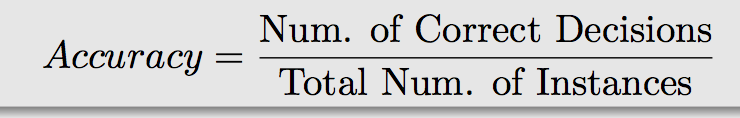 Accuracy = Num. of Correct Decisions / Total Num. of Instances